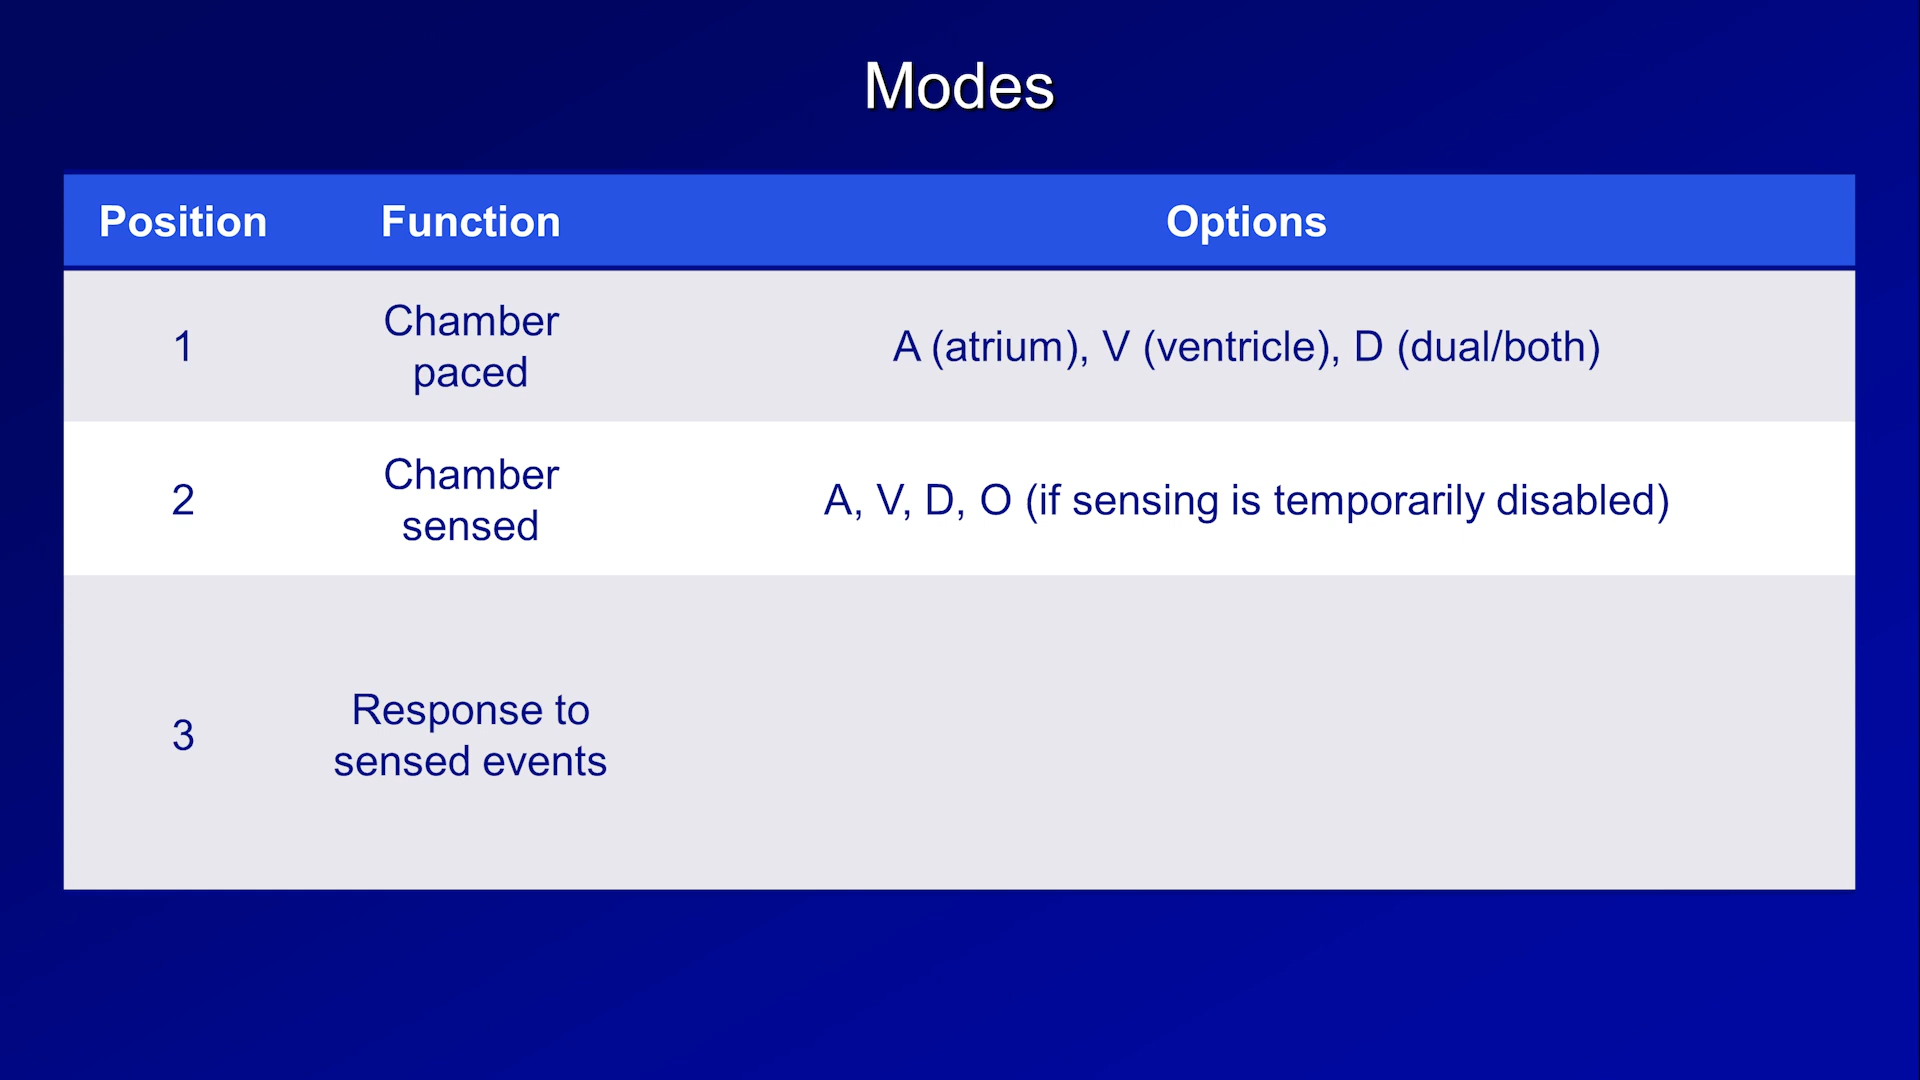 Modes
Position Function Options
1 Chamber paced A (atrium), V (ventricle), D (dual/both)
2 Chamber sensed A, V, D, O (if sensing is temporarily disabled)
3 Response to sensed events